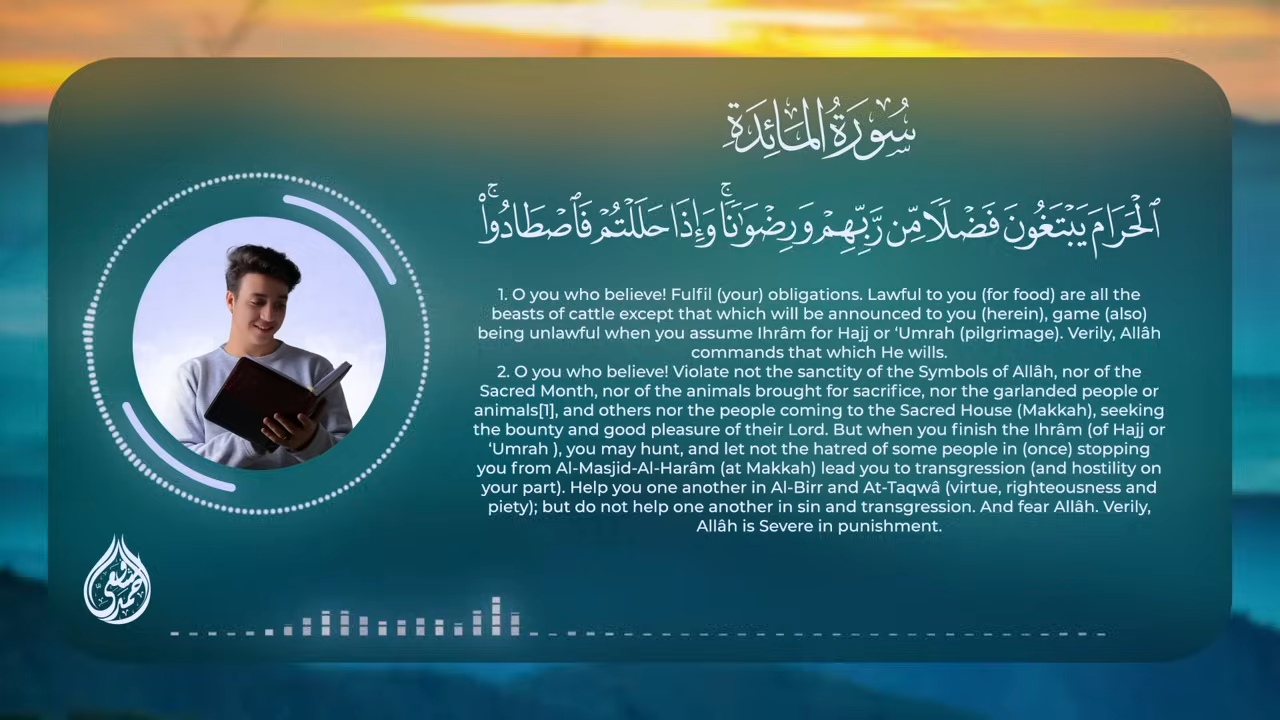 سُورَةُ المَائِدَةِ
ٱلْحَرَامَ يَبْتَغُونَ فَضْلًا مِّن رَّبِّهِمْ وَرِضْوَٰنًاۚ وَإِذَا حَلَلْتُمْ فَٱصْطَادُوا۟ۚ
1. O you who believe! Fulfil (your) obligations. Lawful to you (for food) are all the
beasts of cattle except that which will be announced to you (herein), game (also)
being unlawful when you assume Ihrâm for Hajj or ‘Umrah (pilgrimage). Verily, Allâh
commands that which He wills.
2. O you who believe! Violate not the sanctity of the Symbols of Allâh, nor of the
Sacred Month, nor of the animals brought for sacrifice, nor the garlanded people or
animals[1], and others nor the people coming to the Sacred House (Makkah), seeking
the bounty and good pleasure of their Lord. But when you finish the Ihrâm (of Hajj or
‘Umrah ), you may hunt, and let not the hatred of some people in (once) stopping
you from Al-Masjid-Al-Harâm (at Makkah) lead you to transgression (and hostility on
your part). Help you one another in Al-Birr and At-Taqwâ (virtue, righteousness and
piety); but do not help one another in sin and transgression. And fear Allâh. Verily,
Allâh is Severe in punishment.